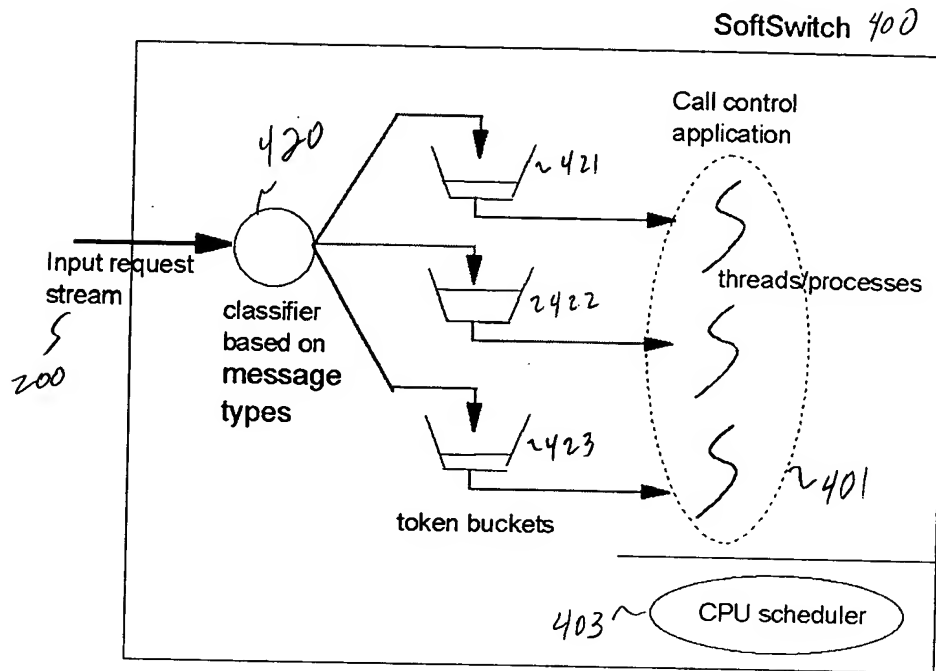 SoftSwitch 400
Call control
application
420
~421
Input request
stream
200
classifier
based on
message
types
~422
threads/processes
~423
~401
token buckets
403~
CPU scheduler